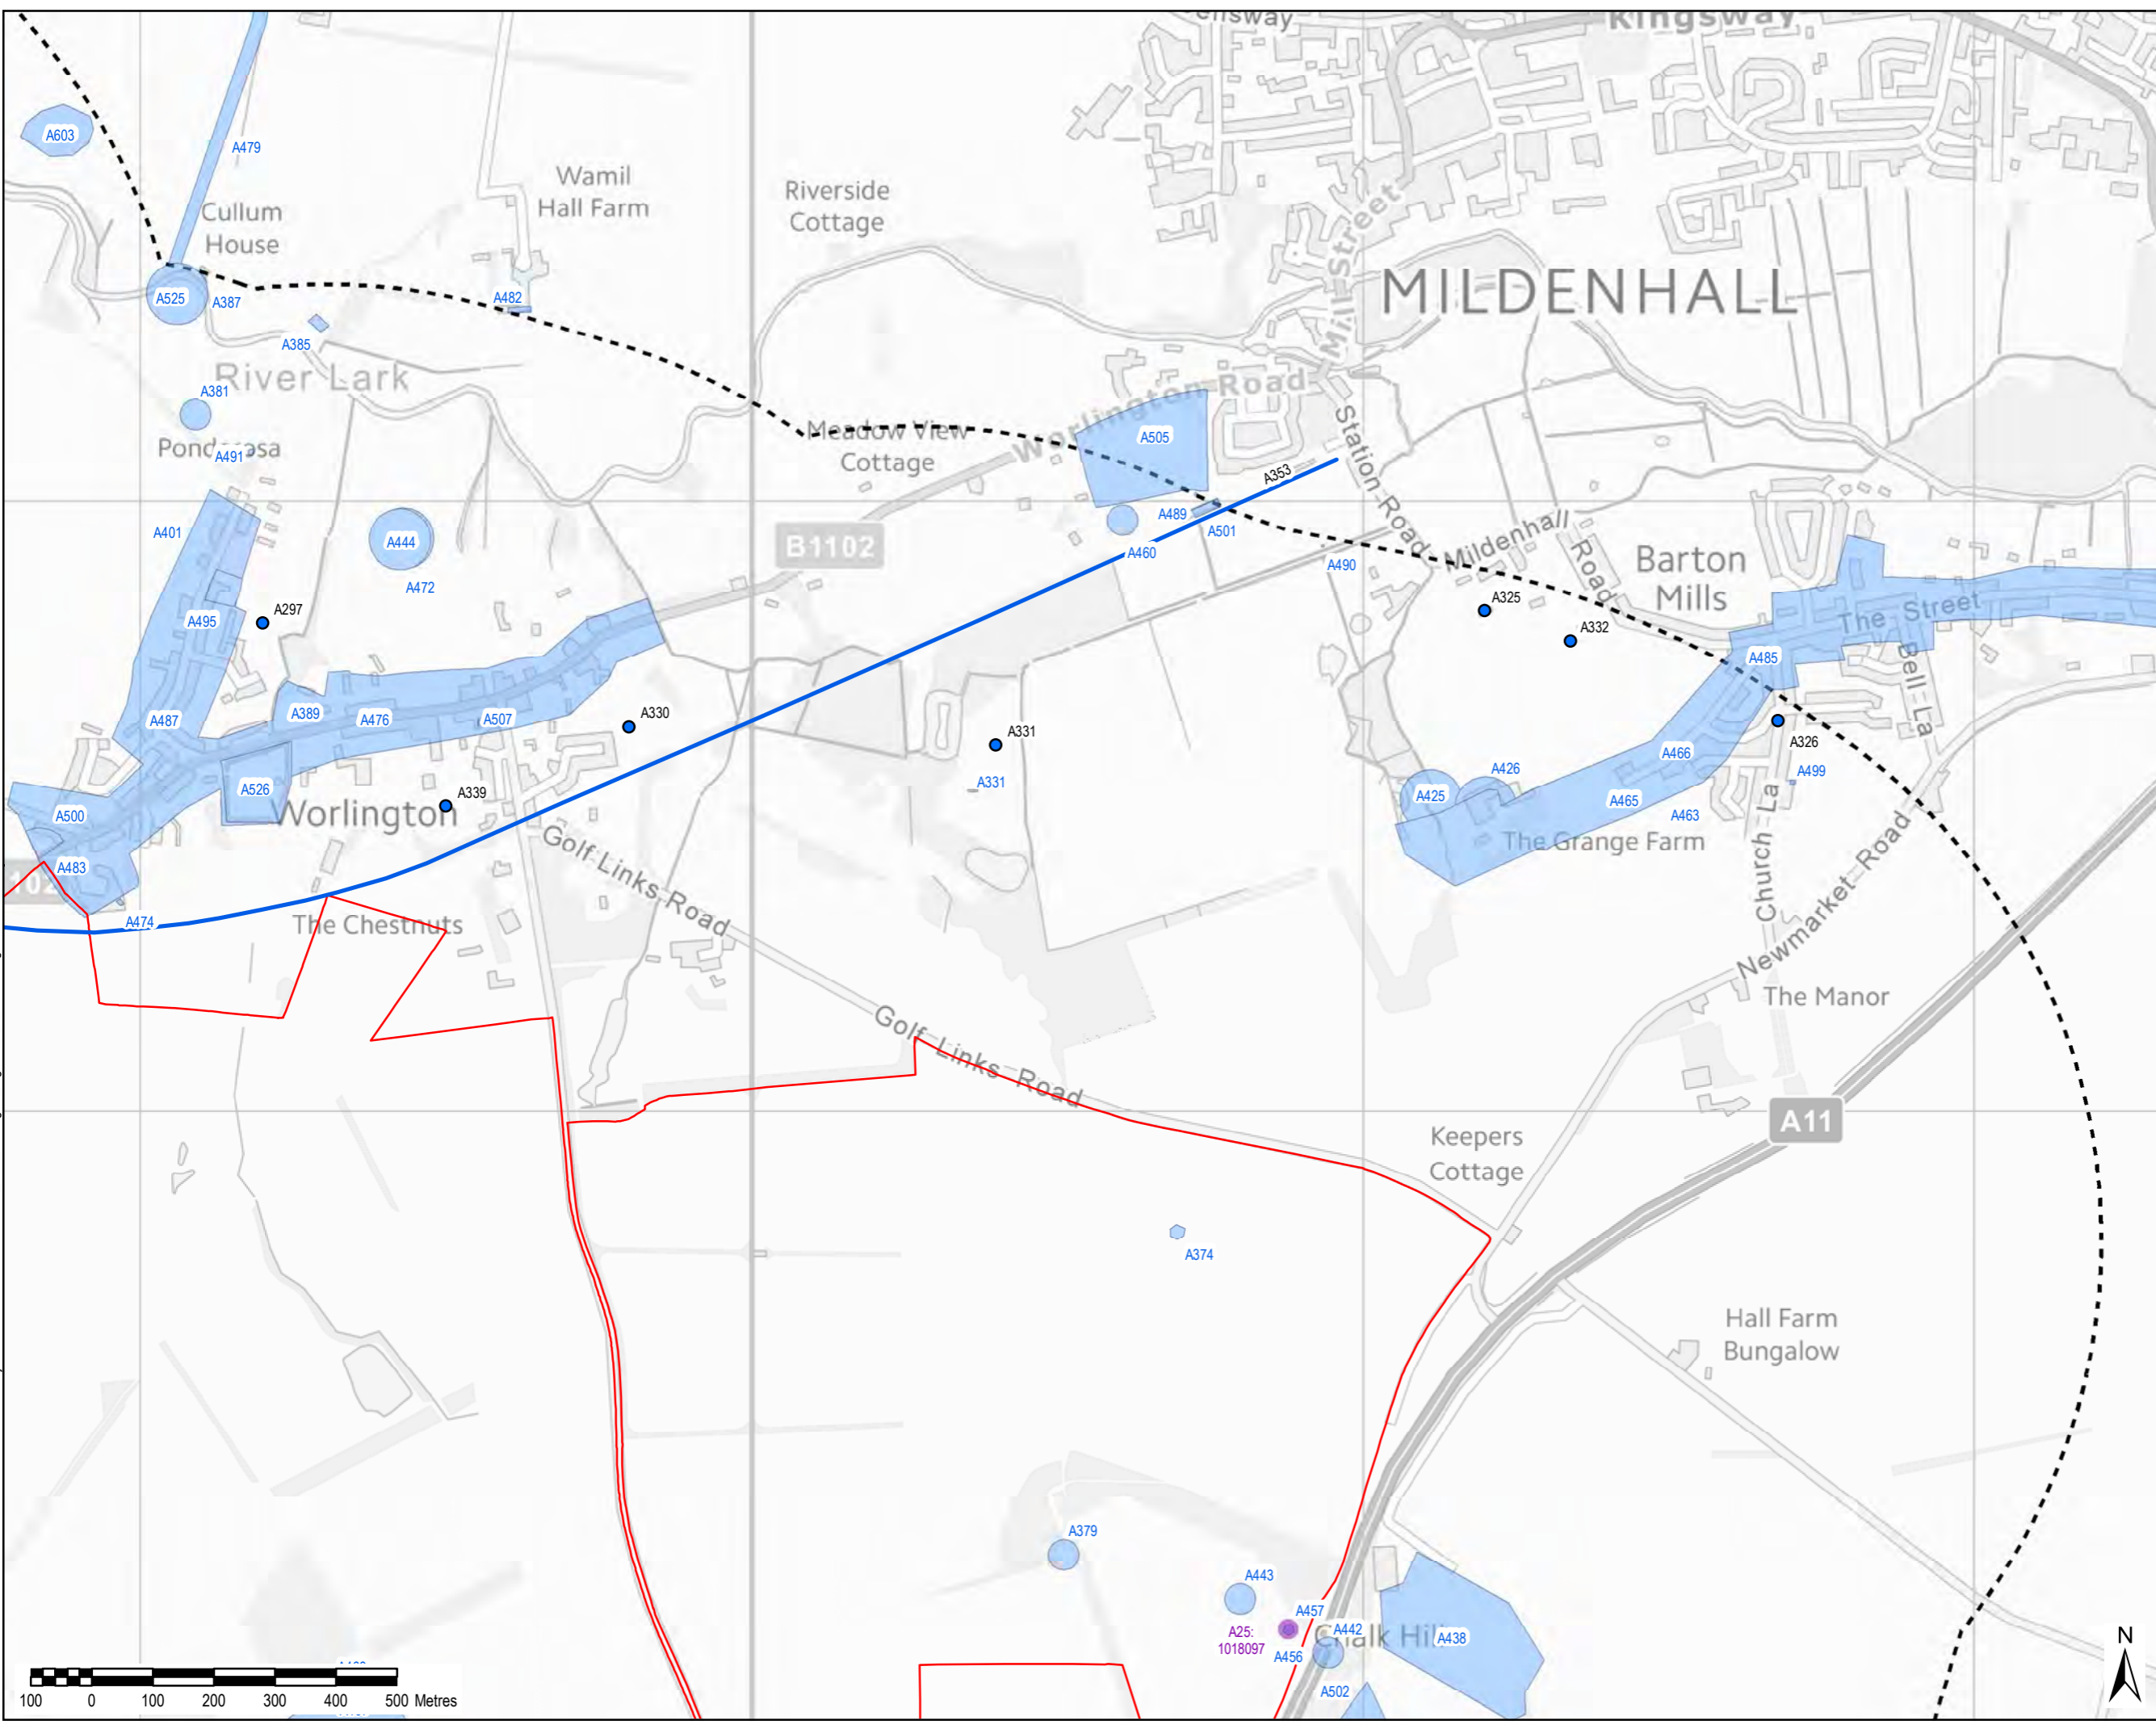 Kingsway
A603
A479
Wamil
Hall Farm
Riverside
Cottage
Cullum
House
Mill Street
MILDENHALL
A525
A387
A482
A385
River Lark
A381
Worlington Road
Meadow View
Cottage
A505
Station Road
A491
A353
A401
A444
B1102
A489
A501
A460
A490
Mildenhall
Road
Barton
Mills
A472
A297
A495
A325
A332
The Street
A485
Bell La
A487
A389
A476
A507
A330
A331
A326
A466
A331
A426
A499
A425
A465
A463
A526
A339
Worlington
A500
The Grange Farm
Church La
Golf Links Road
A483
A474
The Chestnuts
Newmarket Road
The Manor
Golf Links Road
A11
Keepers
Cottage
A374
Hall Farm
Bungalow
A379
A443
A457
A25:
1018097
A442
Chalk Hill
A438
A456
A502
100 0 100 200 300 400 500 Metres
N